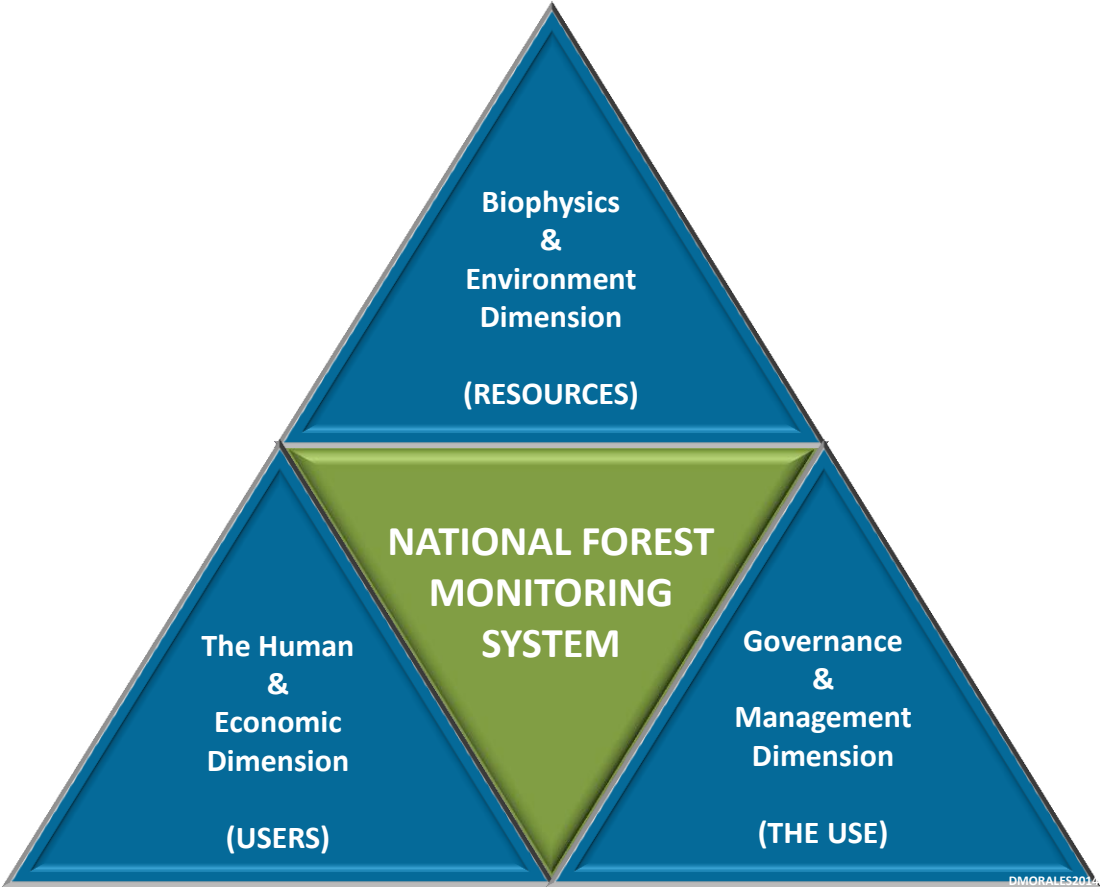 Biophysics
&
Environment
Dimension
(RESOURCES)
NATIONAL FOREST
MONITORING
SYSTEM
The Human
&
Economic
Dimension
(USERS)
Governance
&
Management
Dimension
(THE USE)
DMORALES2014